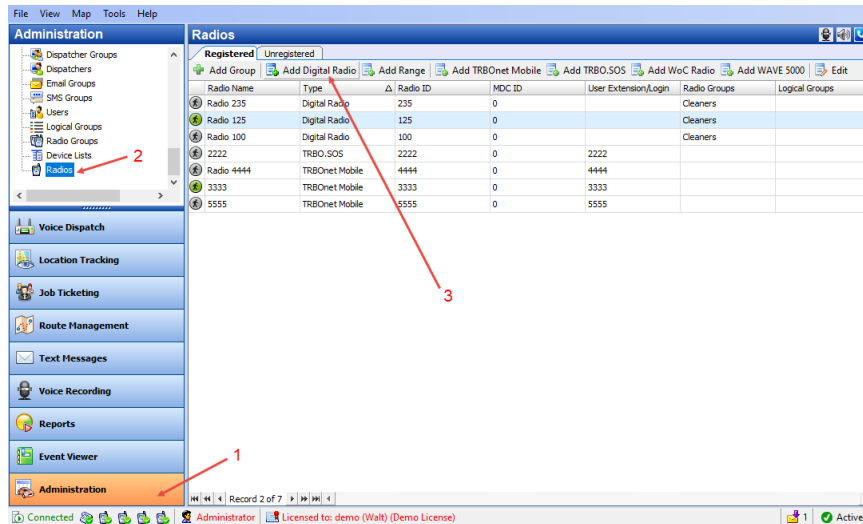 File View Map Tools Help
Administration
Dispatcher Groups
Dispatchers
Email Groups
SMS Groups
Users
Logical Groups
Radio Groups
Device Lists
Radios
2
Voice Dispatch
Location Tracking
Job Ticketing
Route Management
Text Messages
Voice Recording
Reports
Event Viewer
1
Administration
Radios
Registered Unregistered
Add Group Add Digital Radio Add Range Add TRBOnet Mobile Add TRBO.SOS Add WoC Radio Add WAVE 5000 Edit
Radio Name Type Radio ID MDC ID User Extension/Login Radio Groups Logical Groups
Radio 235 Digital Radio 235 0 Cleaners
Radio 125 Digital Radio 125 0 Cleaners
Radio 100 Digital Radio 100 0 Cleaners
2222 TRBO.SOS 2222 0 2222
Radio 4444 TRBOnet Mobile 4444 0 4444
3333 TRBOnet Mobile 3333 0 3333
5555 TRBOnet Mobile 5555 0 5555
3
Record 2 of 7
Connected Administrator Licensed to: demo (Walt) (Demo License) 1 Active